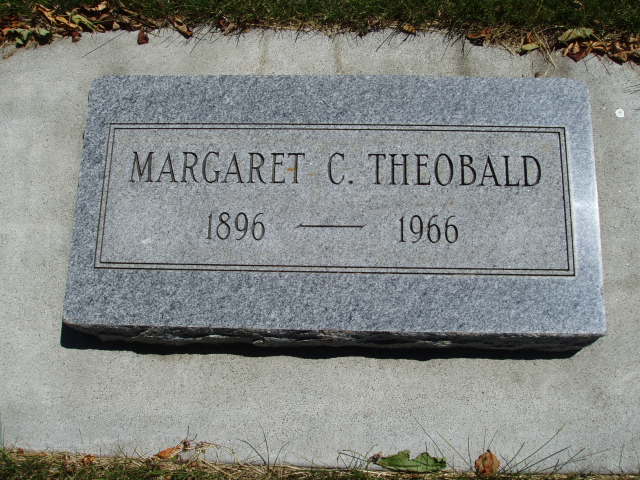 MARGARET C. THEOBALD
1896 — 1966